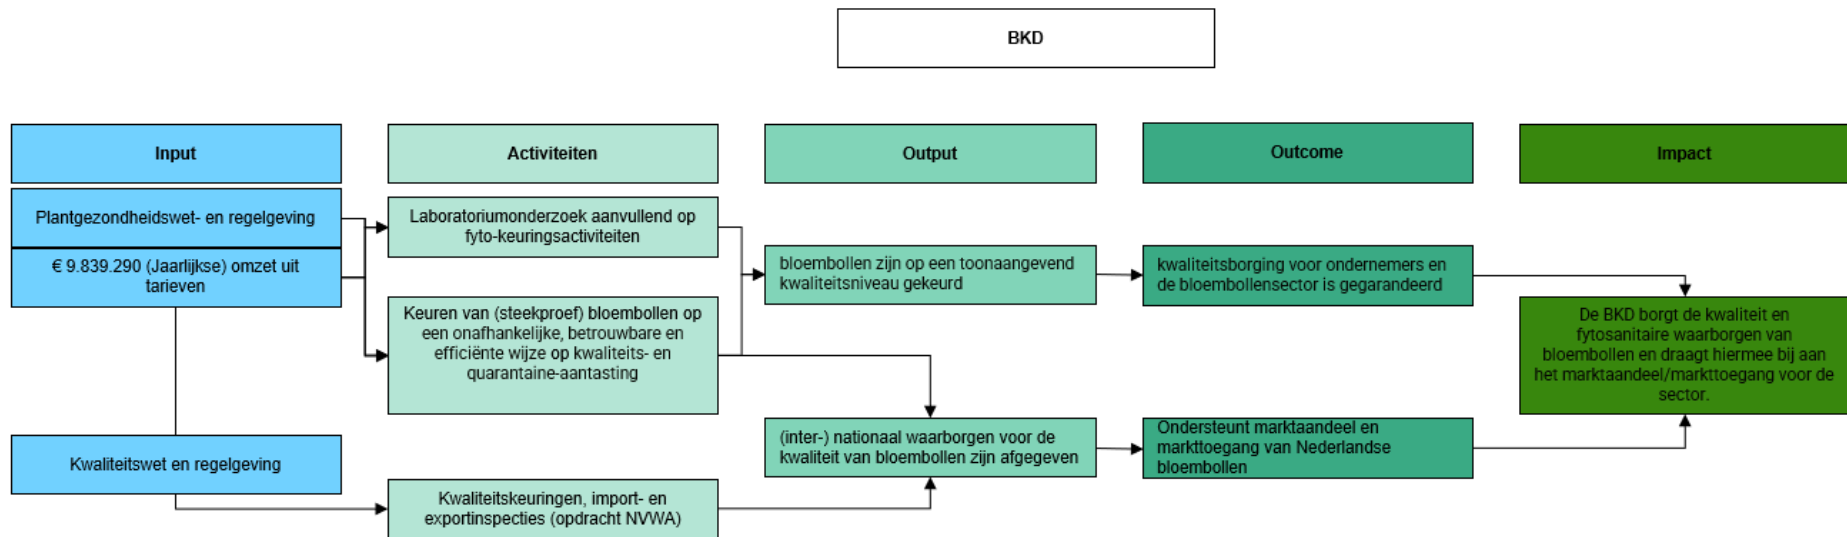 BKD
Input
Activiteiten
Output
Outcome
Impact
Plantgezondheidswet- en regelgeving
€ 9.839.290 (Jaarlijkse) omzet uit
tarieven
Kwaliteitswet en regelgeving
Laboratoriumonderzoek aanvullend op
fyto-keuringsactiviteiten
Keuren van (steekproef) bloembollen op
een onafhankelijke, betrouwbare en
efficiënte wijze op kwaliteits- en
quarantaine-aantasting
Kwaliteitskeuringen, import- en
exportinspecties (opdracht NVWA)
bloembollen zijn op een toonaangevend
kwaliteitsniveau gekeurd
(inter-) nationaal waarborgen voor de
kwaliteit van bloembollen zijn afgegeven
kwaliteitsborging voor ondernemers en
de bloembollensector is gegarandeerd
Ondersteunt marktaandeel en
markttoegang van Nederlandse
bloembollen
De BKD borgt de kwaliteit en
fytosanitaire waarborgen van
bloembollen en draagt hiermee bij aan
het marktaandeel/markttoegang voor de
sector.